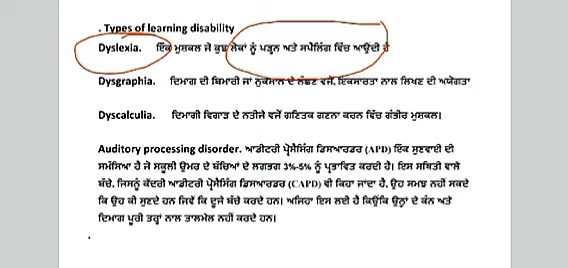 . Types of learning disability
Dyslexia. ਇੱਕ ਮੁਸ਼ਕਲ ਜੋ ਕੁਝ ਲੋਕਾਂ ਨੂੰ ਪੜ੍ਹਨ ਅਤੇ ਸਪੈਲਿੰਗ ਵਿੱਚ ਆਉਂਦੀ ਹੈ
Dysgraphia. ਦਿਮਾਗ ਦੀ ਬਿਮਾਰੀ ਜਾਂ ਨੁਕਸਾਨ ਦੇ ਲੱਛਣ ਵਜੋਂ, ਇਕਸਾਰਤਾ ਨਾਲ ਲਿਖਣ ਦੀ ਅਯੋਗਤਾ
Dyscalculia. ਦਿਮਾਗੀ ਵਿਗਾੜ ਦੇ ਨਤੀਜੇ ਵਜੋਂ ਗਣਿਤਕ ਗਣਨਾ ਕਰਨ ਵਿੱਚ ਗੰਭੀਰ ਮੁਸ਼ਕਲ।
Auditory processing disorder. ਆਡੀਟਰੀ ਪ੍ਰੋਸੈਸਿੰਗ ਡਿਸਆਰਡਰ (APD) ਇੱਕ ਸੁਣਵਾਈ ਦੀ
ਸਮੱਸਿਆ ਹੈ ਜੋ ਸਕੂਲੀ ਉਮਰ ਦੇ ਬੱਚਿਆਂ ਦੇ ਲਗਭਗ 3%-5% ਨੂੰ ਪ੍ਰਭਾਵਿਤ ਕਰਦੀ ਹੈ। ਇਸ ਸਥਿਤੀ ਵਾਲੇ
ਬੱਚੇ, ਜਿਸਨੂੰ ਕੇਂਦਰੀ ਆਡੀਟਰੀ ਪ੍ਰੋਸੈਸਿੰਗ ਡਿਸਆਰਡਰ (CAPD) ਵੀ ਕਿਹਾ ਜਾਂਦਾ ਹੈ, ਉਹ ਸਮਝ ਨਹੀਂ ਸਕਦੇ
ਕਿ ਉਹ ਕੀ ਸੁਣਦੇ ਹਨ ਜਿਵੇਂ ਕਿ ਦੂਜੇ ਬੱਚੇ ਕਰਦੇ ਹਨ। ਅਜਿਹਾ ਇਸ ਲਈ ਹੈ ਕਿਉਂਕਿ ਉਨ੍ਹਾਂ ਦੇ ਕੰਨ ਅਤੇ
ਦਿਮਾਗ ਪੂਰੀ ਤਰ੍ਹਾਂ ਨਾਲ ਤਾਲਮੇਲ ਨਹੀਂ ਕਰਦੇ ਹਨ।